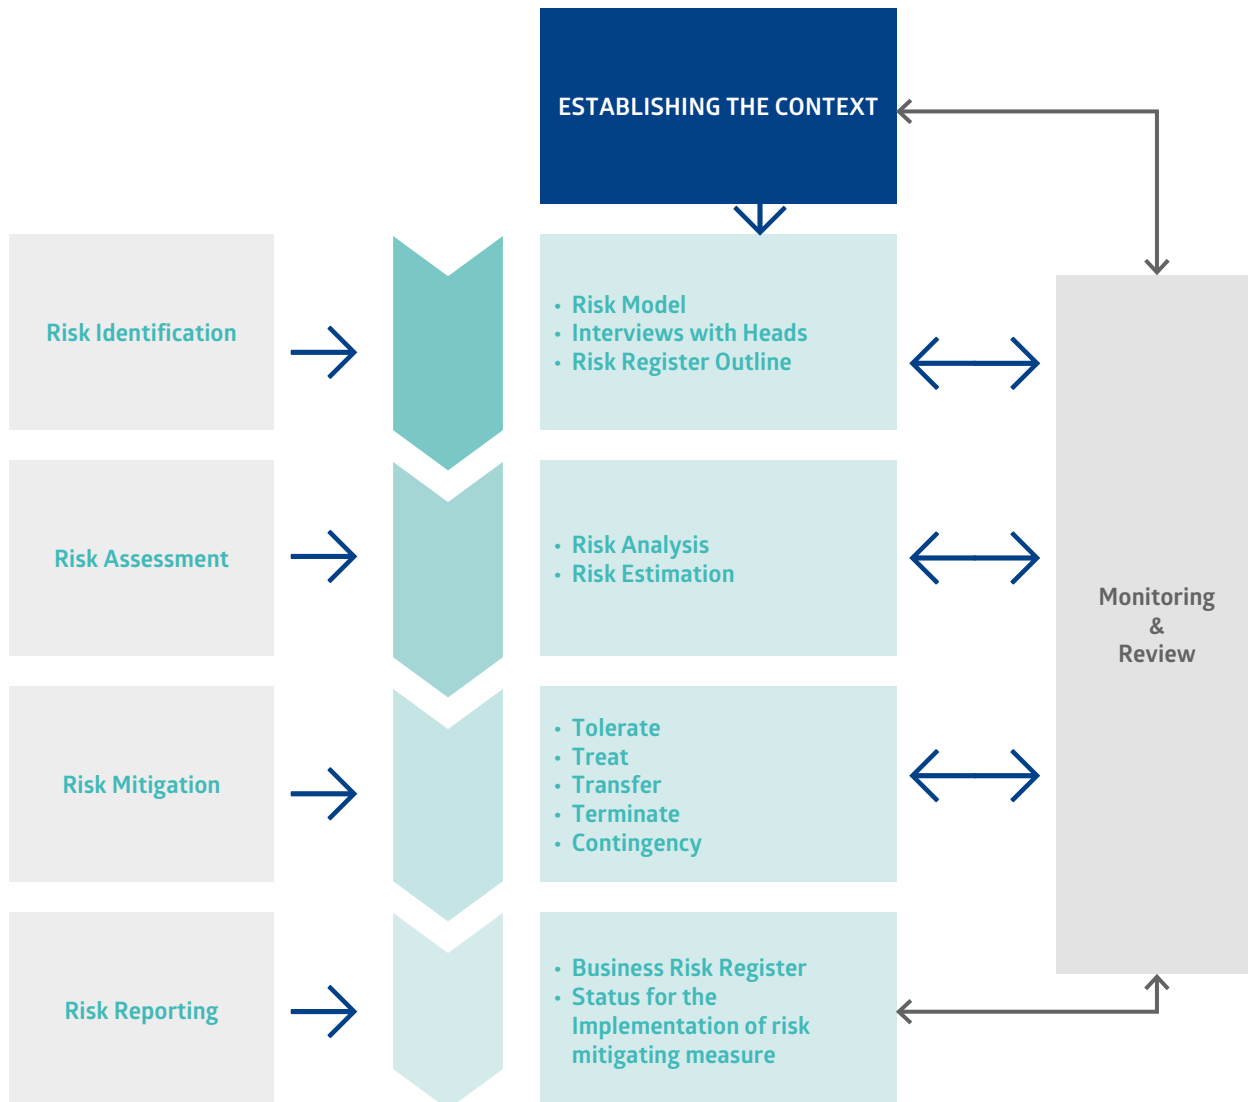 ESTABLISHING THE CONTEXT
Risk Identification
• Risk Model
• Interviews with Heads
• Risk Register Outline
Risk Assessment
• Risk Analysis
• Risk Estimation
Monitoring
&
Review
Risk Mitigation
• Tolerate
• Treat
• Transfer
• Terminate
• Contingency
Risk Reporting
• Business Risk Register
• Status for the
Implementation of risk
mitigating measure